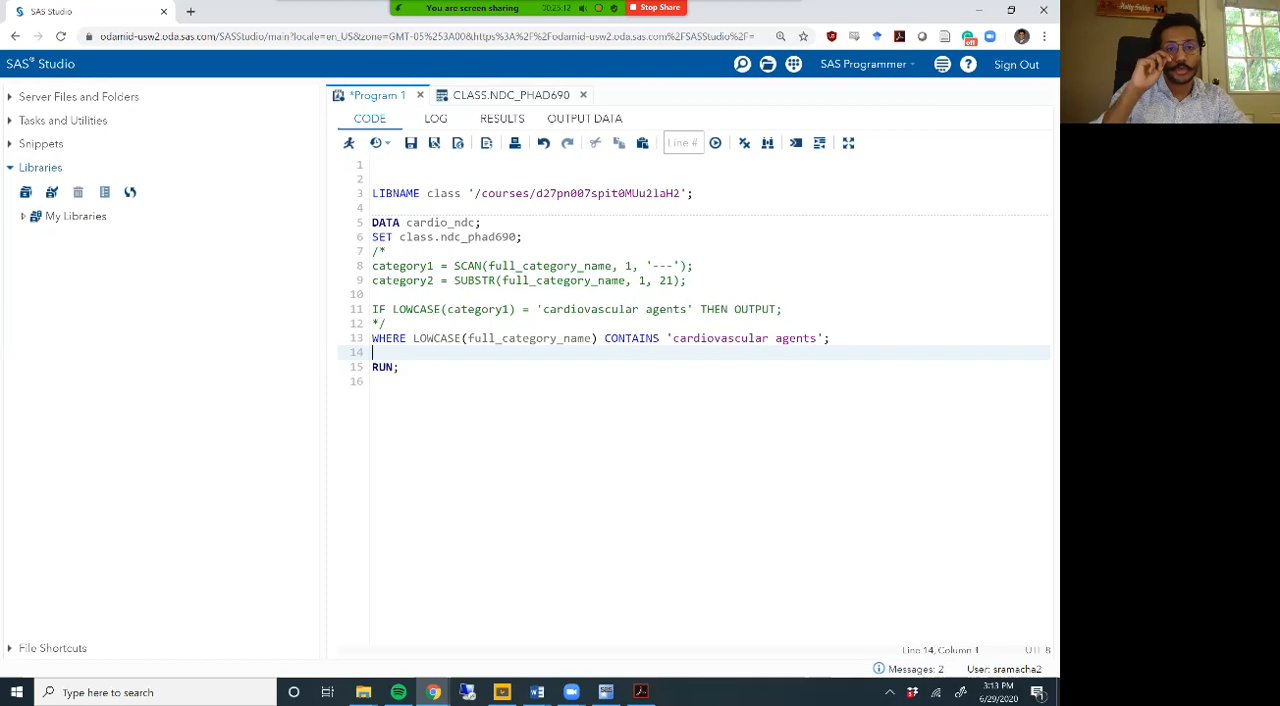 SAS Studio
You are screen sharing
00:25:12
Stop Share
odamid-usw2.oda.sas.com/SASStudio/main?locale=en_US&zone=GMT-05%253A00&https%3A%2F%2Fodamid-usw2.oda.sas.com%2FSASStudio%2F=
off
SAS® Studio
SAS Programmer
Sign Out
Server Files and Folders
Tasks and Utilities
Snippets
Libraries
My Libraries
File Shortcuts
*Program 1
CLASS.NDC_PHAD690
CODE
LOG
RESULTS
OUTPUT DATA
Line #
1
2
3 LIBNAME class '/courses/d27pn007spit0MUu2laH2';
4
5 DATA cardio_ndc;
6 SET class.ndc_phad690;
7 /*
8 category1 = SCAN(full_category_name, 1, '---');
9 category2 = SUBSTR(full_category_name, 1, 21);
10
11 IF LOWCASE(category1) = 'cardiovascular agents' THEN OUTPUT;
12 */
13 WHERE LOWCASE(full_category_name) CONTAINS 'cardiovascular agents';
14
15 RUN;
16
Line 14, Column 1
UTF-8
Messages: 2
User: sramacha2
Type here to search
3:13 PM
6/29/2020